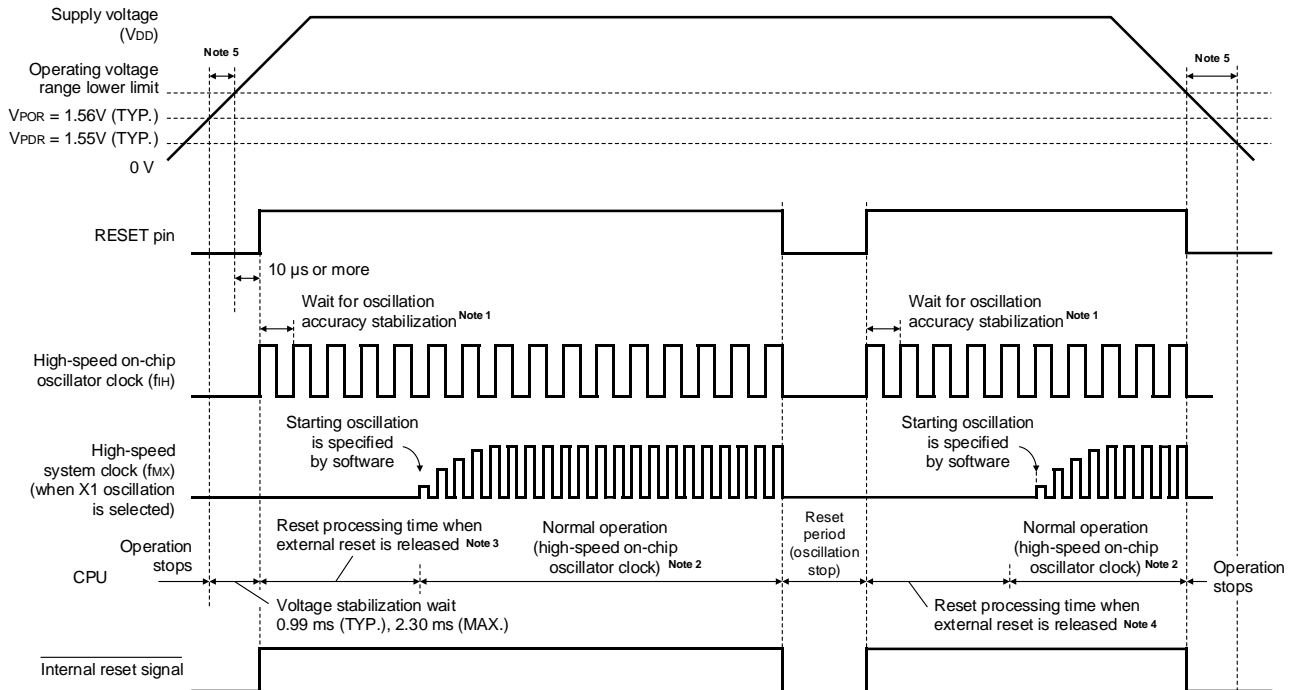 Supply voltage
(VDD)
Note 5
Note 5
Operating voltage
range lower limit
VPOR = 1.56V (TYP.)
VPDR = 1.55V (TYP.)
0 V
RESET pin
10 µs or more
Wait for oscillation
accuracy stabilization Note 1
Wait for oscillation
accuracy stabilization Note 1
High-speed on-chip
oscillator clock (fIH)
Starting oscillation
is specified
by software
Starting oscillation
is specified
by software
High-speed
system clock (fMX)
(when X1 oscillation
is selected)
Reset processing time when
external reset is released Note 3
Normal operation
(high-speed on-chip
oscillator clock) Note 2
Reset
period
(oscillation
stop)
Normal operation
(high-speed on-chip
oscillator clock) Note 2
Operation
stops
CPU
Operation
stops
Voltage stabilization wait
0.99 ms (TYP.), 2.30 ms (MAX.)
Reset processing time when
external reset is released Note 4
Internal reset signal